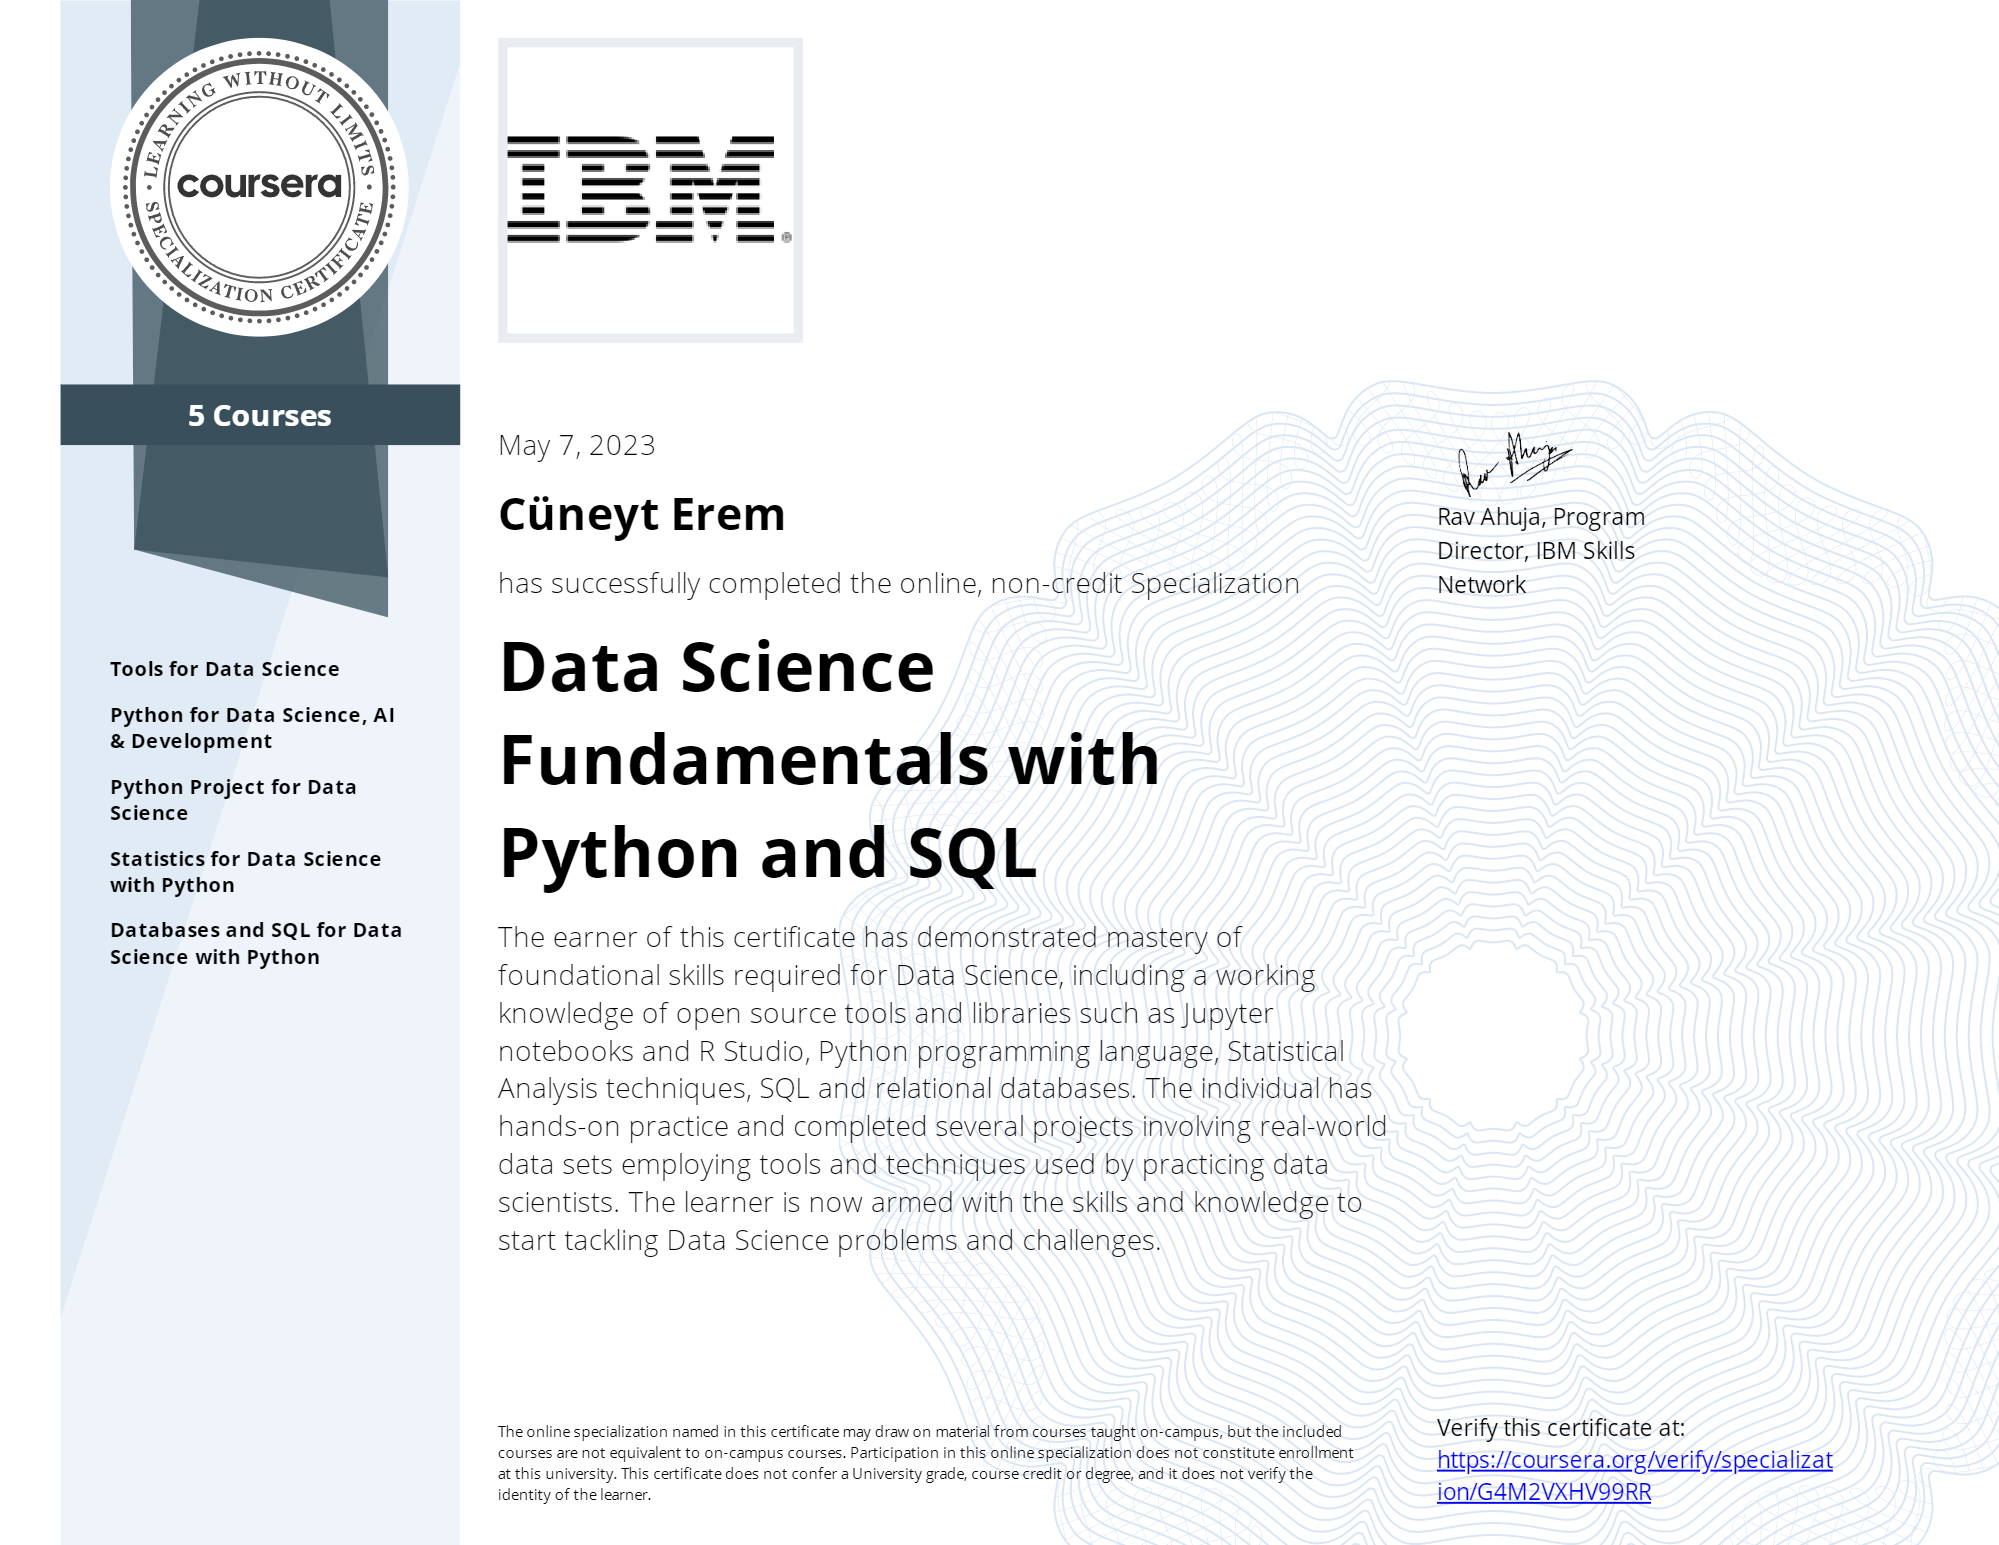 LEARNING WITHOUT LIMITS
coursera
SPECIALIZATION CERTIFICATE
5 Courses
Tools for Data Science
Python for Data Science, AI
& Development
Python Project for Data
Science
Statistics for Data Science
with Python
Databases and SQL for Data
Science with Python
IBM®
May 7, 2023
Cüneyt Erem
has successfully completed the online, non-credit Specialization
Data Science
Fundamentals with
Python and SQL
The earner of this certificate has demonstrated mastery of
foundational skills required for Data Science, including a working
knowledge of open source tools and libraries such as Jupyter
notebooks and R Studio, Python programming language, Statistical
Analysis techniques, SQL and relational databases. The individual has
hands-on practice and completed several projects involving real-world
data sets employing tools and techniques used by practicing data
scientists. The learner is now armed with the skills and knowledge to
start tackling Data Science problems and challenges.
Rav Ahuja
Rav Ahuja, Program
Director, IBM Skills
Network
The online specialization named in this certificate may draw on material from courses taught on-campus, but the included
courses are not equivalent to on-campus courses. Participation in this online specialization does not constitute enrollment
at this university. This certificate does not confer a University grade, course credit or degree, and it does not verify the
identity of the learner.
Verify this certificate at:
https://coursera.org/verify/specializat
ion/G4M2VXHV99RR